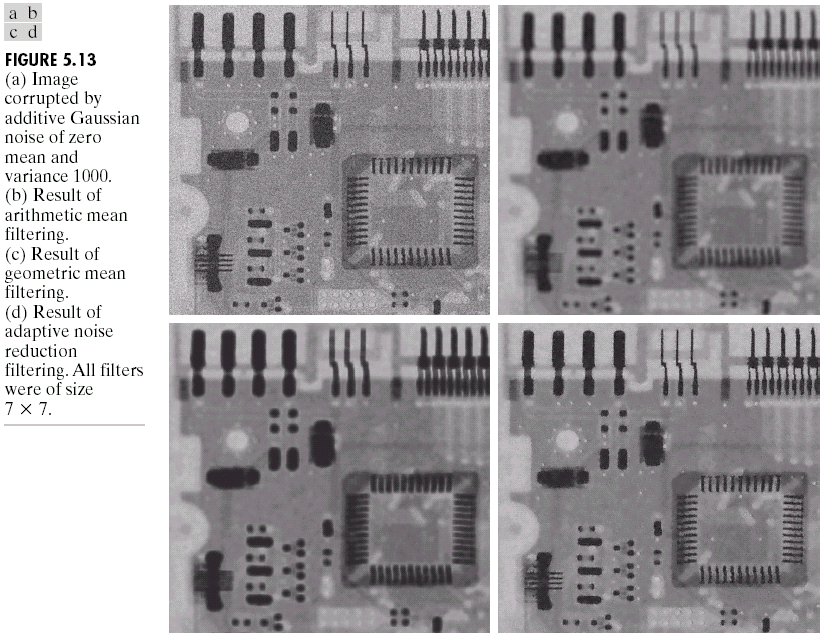 a b
c d
FIGURE 5.13
(a) Image
corrupted by
additive Gaussian
noise of zero
mean and
variance 1000.
(b) Result of
arithmetic mean
filtering.
(c) Result of
geometric mean
filtering.
(d) Result of
adaptive noise
reduction
filtering. All filters
were of size
7 × 7.